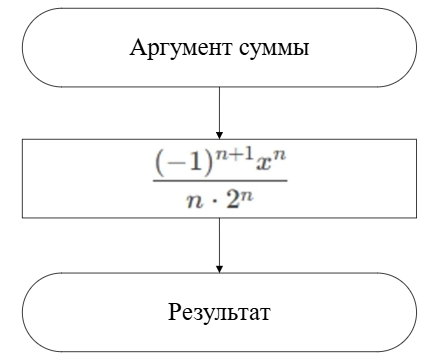 Аргумент суммы
(−1)^{n+1}x^n
n · 2^n
Результат